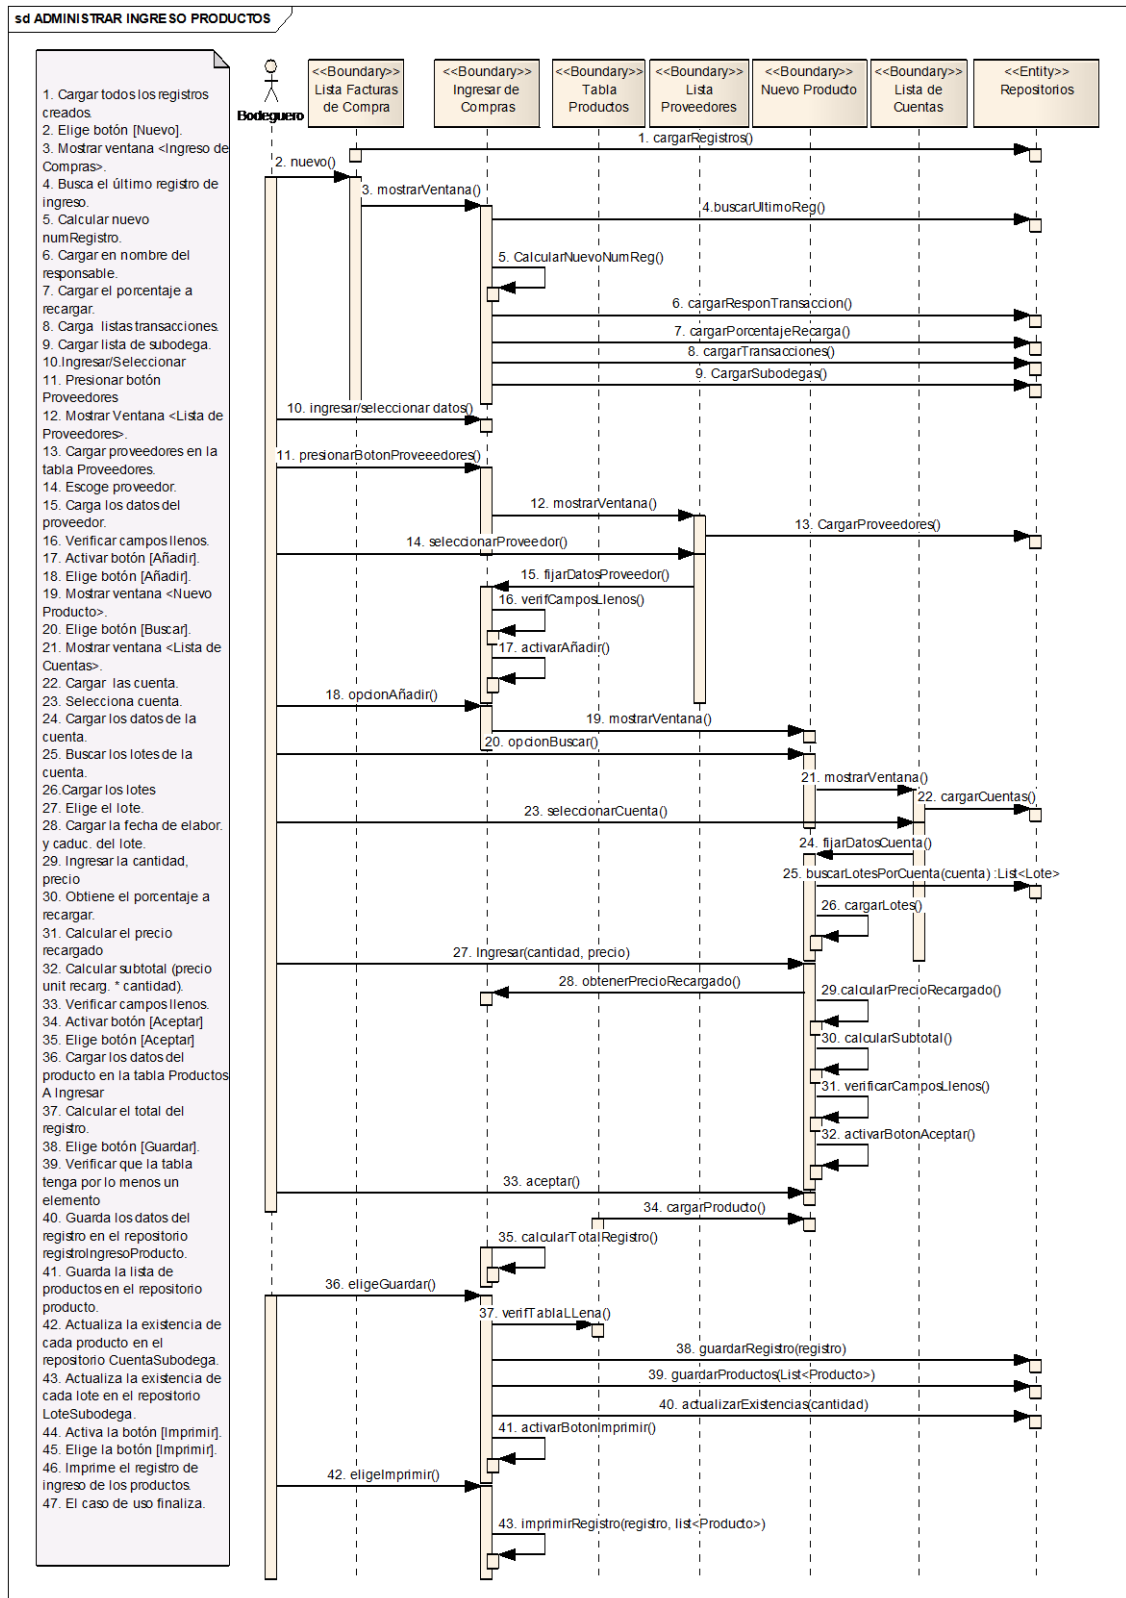 sd ADMINISTRAR INGRESO PRODUCTOS
1. Cargar todos los registros
creados.
2. Elige botón [Nuevo].
3. Mostrar ventana <Ingreso de
Compras>.
4. Busca el último registro de
ingreso.
5. Calcular nuevo
numRegistro.
6. Cargar en nombre del
responsable.
7. Cargar el porcentaje a
recargar.
8. Carga listas transacciones.
9. Cargar lista de subodega.
10.Ingresar/Seleccionar
11. Presionar botón
Proveedores
12. Mostrar Ventana <Lista de
Proveedores>.
13. Cargar proveedores en la
tabla Proveedores.
14. Escoge proveedor.
15. Carga los datos del
proveedor.
16. Verificar campos llenos.
17. Activar botón [Añadir].
18. Elige botón [Añadir].
19. Mostrar ventana <Nuevo
Producto>.
20. Elige botón [Buscar].
21. Mostrar ventana <Lista de
Cuentas>.
22. Cargar las cuenta.
23. Selecciona cuenta.
24. Cargar los datos de la
cuenta.
25. Buscar los lotes de la
cuenta.
26.Cargar los lotes
27. Elige el lote.
28. Cargar la fecha de elabor.
y caduc. del lote.
29. Ingresar la cantidad,
precio
30. Obtiene el porcentaje a
recargar.
31. Calcular el precio
recargado
32. Calcular subtotal (precio
unit recarg. * cantidad).
33. Verificar campos llenos.
34. Activar botón [Aceptar]
35. Elige botón [Aceptar]
36. Cargar los datos del
producto en la tabla Productos
A Ingresar
37. Calcular el total del
registro.
38. Elige botón [Guardar].
39. Verificar que la tabla
tenga por lo menos un
elemento
40. Guarda los datos del
registro en el repositorio
registroIngresoProducto.
41. Guarda la lista de
productos en el repositorio
producto.
42. Actualiza la existencia de
cada producto en el
repositorio CuentaSubodega.
43. Actualiza la existencia de
cada lote en el repositorio
LoteSubodega.
44. Activa la botón [Imprimir].
45. Elige la botón [Imprimir].
46. Imprime el registro de
ingreso de los productos.
47. El caso de uso finaliza.
Bodeguero
<<Boundary>>
Lista Facturas
de Compra
<<Boundary>>
Ingresar de
Compras
<<Boundary>>
Tabla
Productos
<<Boundary>>
Lista
Proveedores
<<Boundary>>
Nuevo Producto
<<Boundary>>
Lista de
Cuentas
<<Entity>>
Repositorios
1. cargarRegistros()
2. nuevo()
3. mostrarVentana()
4.buscarUltimoReg()
5. CalcularNuevoNumReg()
6. cargarResponTransaccion()
7. cargarPorcentajeRecarga()
8. cargarTransacciones()
9. CargarSubodegas()
10. ingresar/seleccionar datos()
11. presionarBotonProveeedores()
12. mostrarVentana()
13. CargarProveedores()
14. seleccionarProveedor()
15. fijarDatosProveedor()
16. verifCamposLlenos()
17. activarAñadir()
18. opcionAñadir()
19. mostrarVentana()
20. opcionBuscar()
21. mostrarVentana()
22. cargarCuentas()
23. seleccionarCuenta()
24. fijarDatosCuenta()
25. buscarLotesPorCuenta(cuenta) :List<Lote>
26. cargarLotes()
27. Ingresar(cantidad, precio)
28. obtenerPrecioRecargado()
29.calcularPrecioRecargado()
30. calcularSubtotal()
31. verificarCamposLlenos()
32. activarBotonAceptar()
33. aceptar()
34. cargarProducto()
35. calcularTotalRegistro()
36. eligeGuardar()
37. verifTablaLLena()
38. guardarRegistro(registro)
39. guardarProductos(List<Producto>)
40. actualizarExistencias(cantidad)
41. activarBotonImprimir()
42. eligeImprimir()
43. imprimirRegistro(registro, list<Producto>)